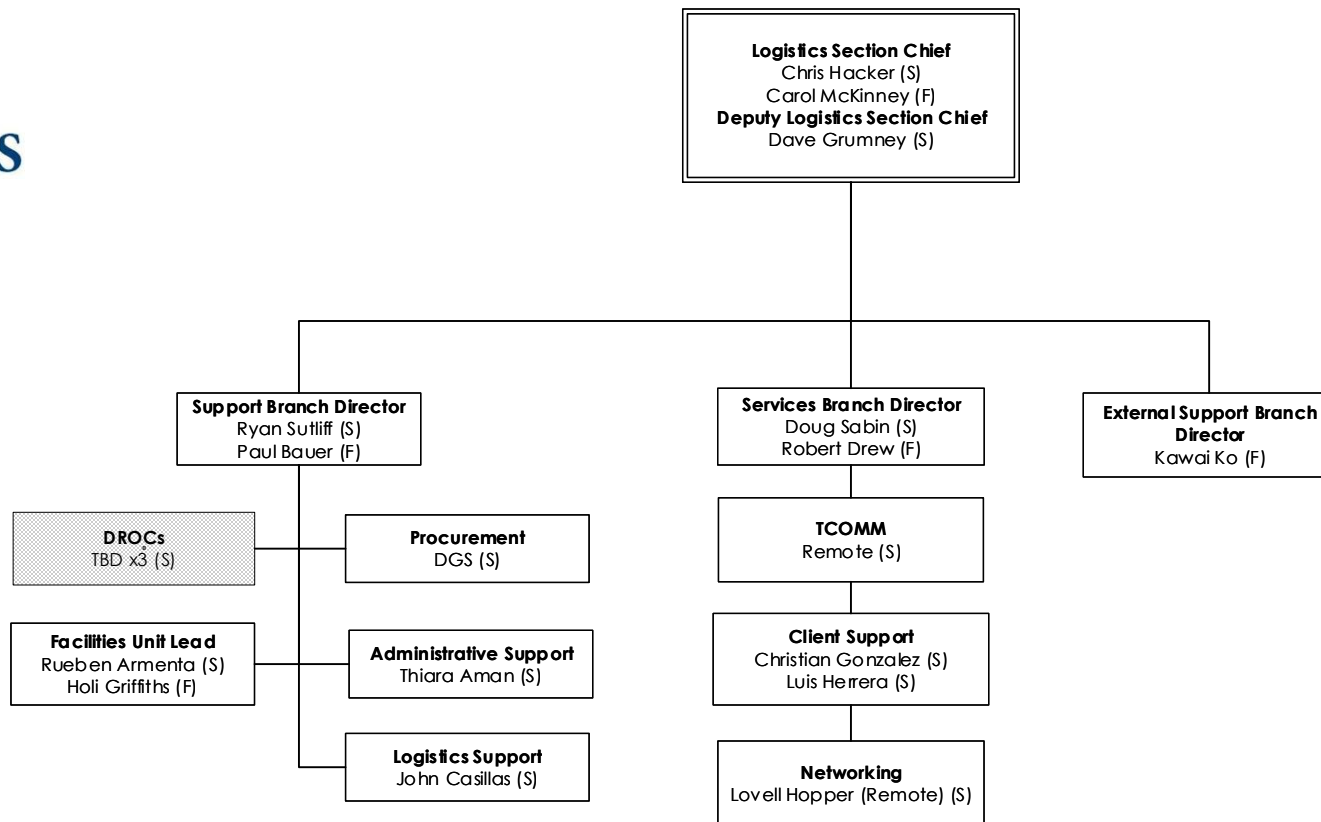 s
Logistics Section Chief
Chris Hacker (S)
Carol McKinney (F)
Deputy Logistics Section Chief
Dave Grumney (S)
Support Branch Director
Ryan Sutliff (S)
Paul Bauer (F)
Services Branch Director
Doug Sabin (S)
Robert Drew (F)
External Support Branch
Director
Kawai Ko (F)
DROCs
TBD x3 (S)
Procurement
DGS (S)
TCOMM
Remote (S)
Facilities Unit Lead
Rueben Armenta (S)
Holi Griffiths (F)
Administrative Support
Thiara Aman (S)
Client Support
Christian Gonzalez (S)
Luis Herrera (S)
Logistics Support
John Casillas (S)
Networking
Lovell Hopper (Remote) (S)